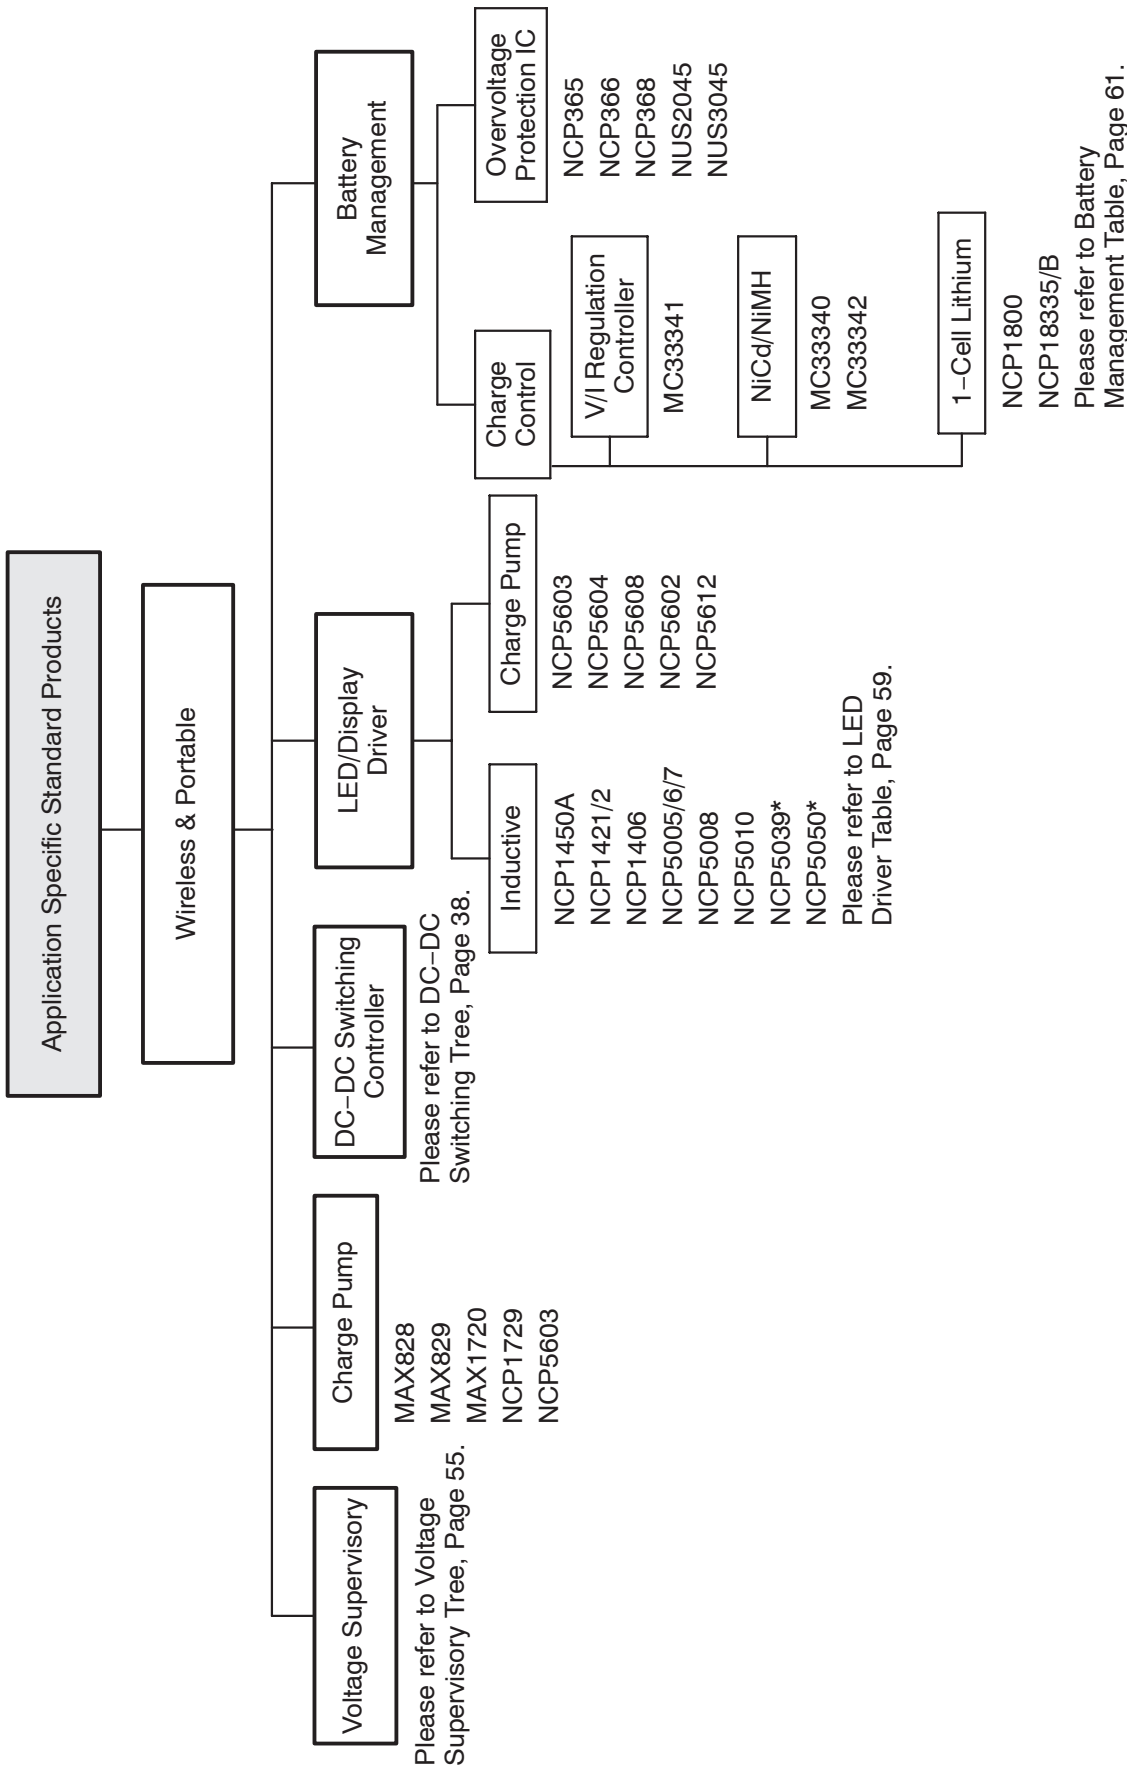 Application Specific Standard Products
Wireless & Portable
Voltage Supervisory
Please refer to Voltage
Supervisory Tree, Page 55.
Charge Pump
MAX828
MAX829
MAX1720
NCP1729
NCP5603
DC−DC Switching
Controller
Please refer to DC−DC
Switching Tree, Page 38.
LED/Display
Driver
Inductive
NCP1450A
NCP1421/2
NCP1406
NCP5005/6/7
NCP5008
NCP5010
NCP5039*
NCP5050*
Please refer to LED
Driver Table, Page 59.
Charge Pump
NCP5603
NCP5604
NCP5608
NCP5602
NCP5612
Battery
Management
Charge
Control
V/I Regulation
Controller
MC33341
NiCd/NiMH
MC33340
MC33342
1−Cell Lithium
NCP1800
NCP18335/B
Please refer to Battery
Management Table, Page 61.
Overvoltage
Protection IC
NCP365
NCP366
NCP368
NUS2045
NUS3045